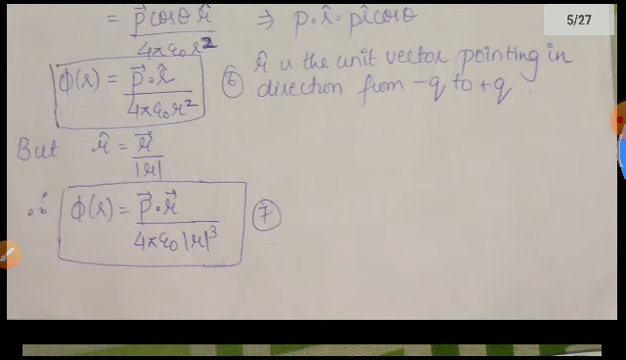 = p⃗ cosθ r̂ / 4πε₀r² ⇒ p·r̂ = pr̂cosθ
5/27
ϕ(r) = p⃗·r̂ / 4πε₀r² ⑥ r̂ is the unit vector pointing in
direction from -q to +q.
But r̂ = r⃗ / |r|
∴ ϕ(r) = p⃗·r⃗ / 4πε₀|r|³ ⑦